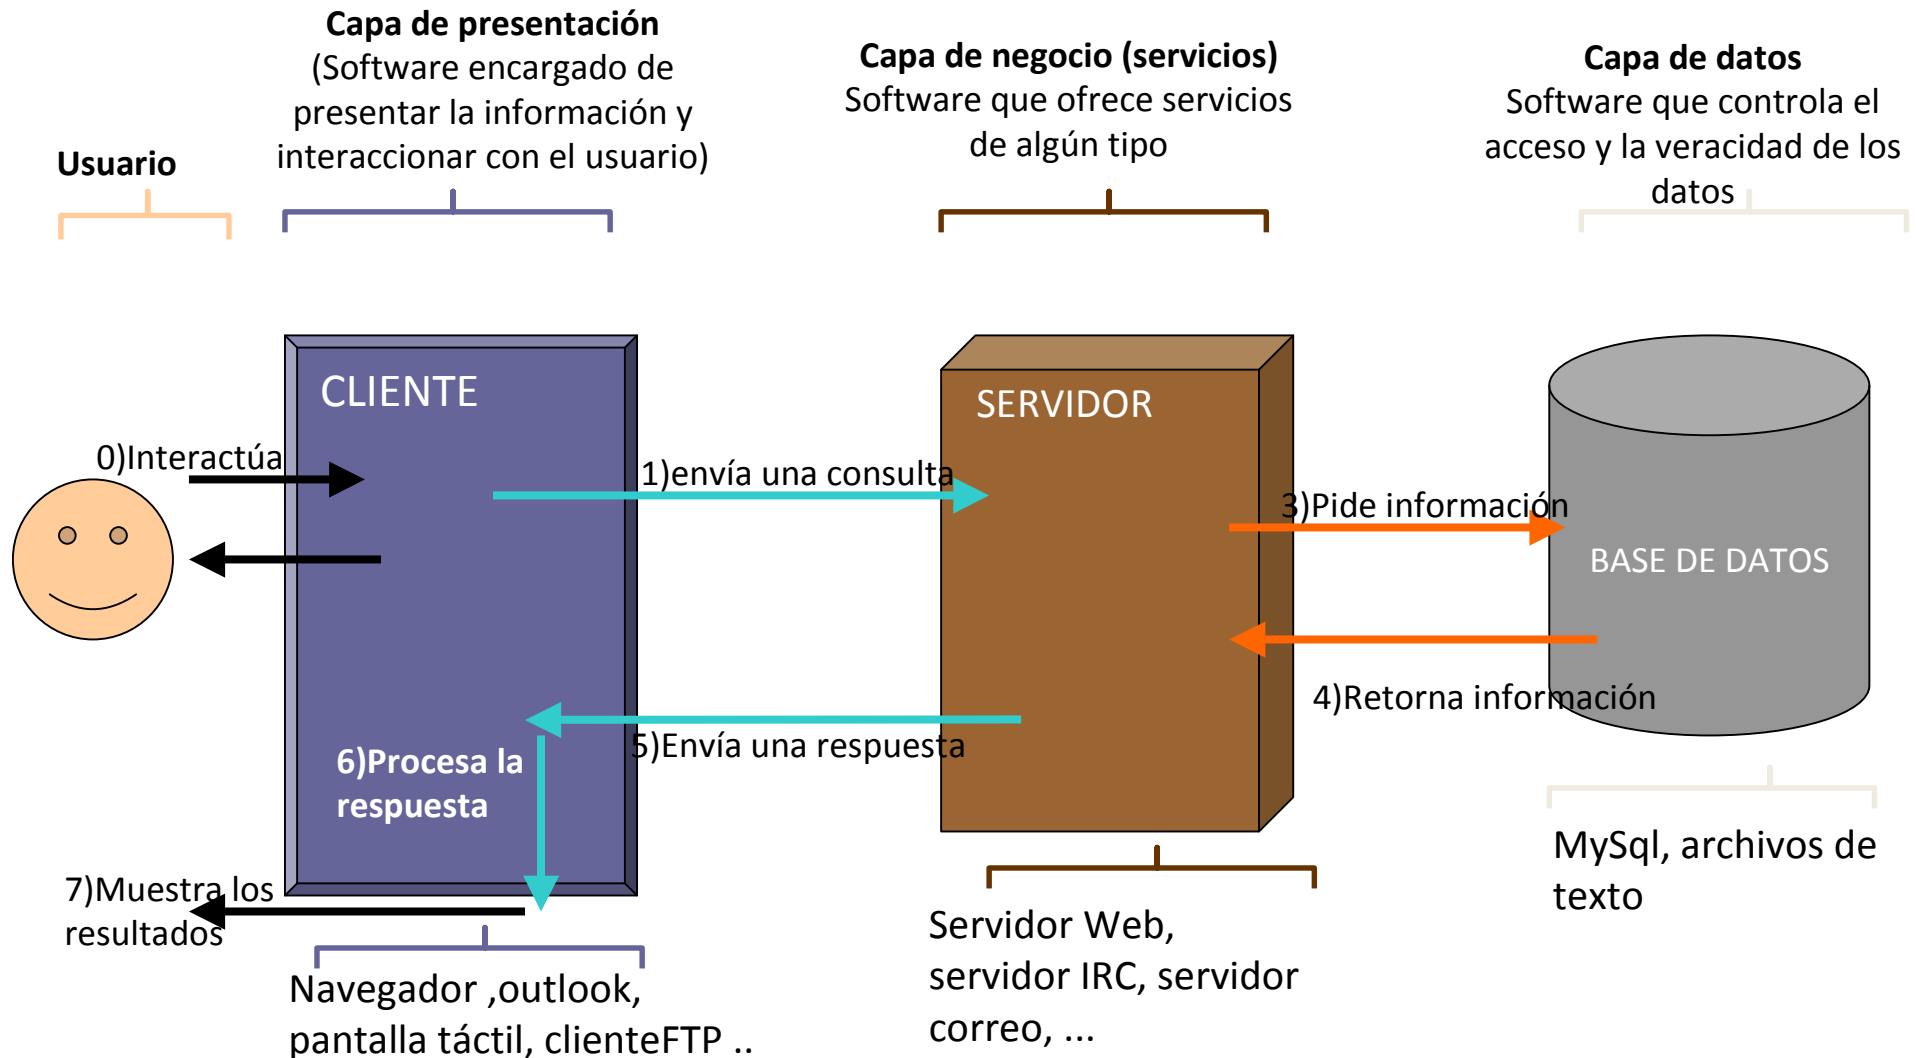 Capa de presentación
(Software encargado de
presentar la información y
interaccionar con el usuario)
Capa de negocio (servicios)
Software que ofrece servicios
de algún tipo
Capa de datos
Software que controla el
acceso y la veracidad de los
datos
Usuario
CLIENTE
SERVIDOR
BASE DE DATOS
0)Interactúa
1)envía una consulta
3)Pide información
4)Retorna información
5)Envía una respuesta
6)Procesa la
respuesta
7)Muestra los
resultados
Navegador ,outlook,
pantalla táctil, clienteFTP ..
Servidor Web,
servidor IRC, servidor
correo, ...
MySql, archivos de
texto